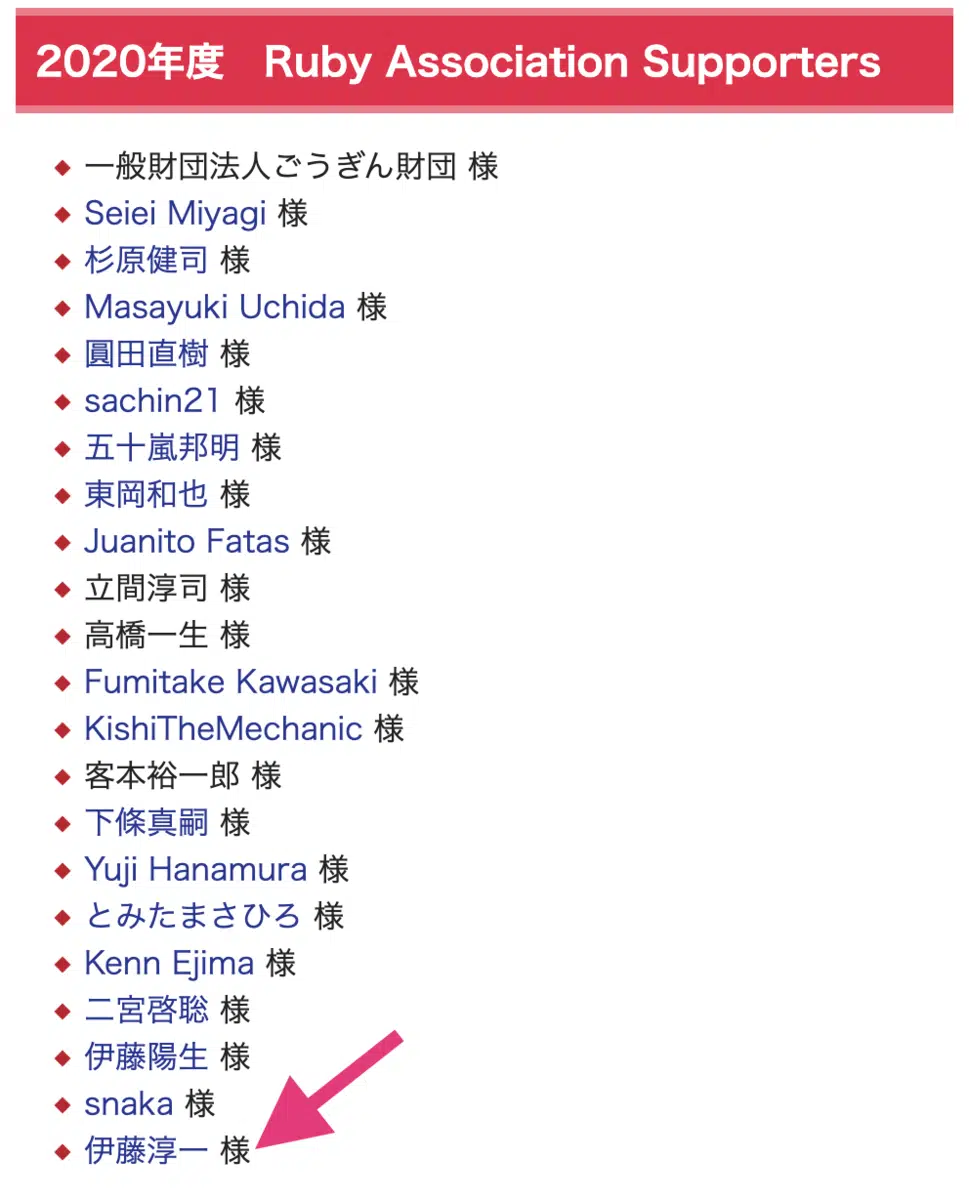 2020年度　Ruby Association Supporters
一般財団法人ごうぎん財団 様
Seiei Miyagi 様
杉原健司 様
Masayuki Uchida 様
圓田直樹 様
sachin21 様
五十嵐邦明 様
東岡和也 様
Juanito Fatas 様
立間淳司 様
高橋一生 様
Fumitake Kawasaki 様
KishiTheMechanic 様
客本裕一郎 様
下條真嗣 様
Yuji Hanamura 様
とみたまさひろ 様
Kenn Ejima 様
二宮啓聡 様
伊藤陽生 様
snaka 様
伊藤淳一 様